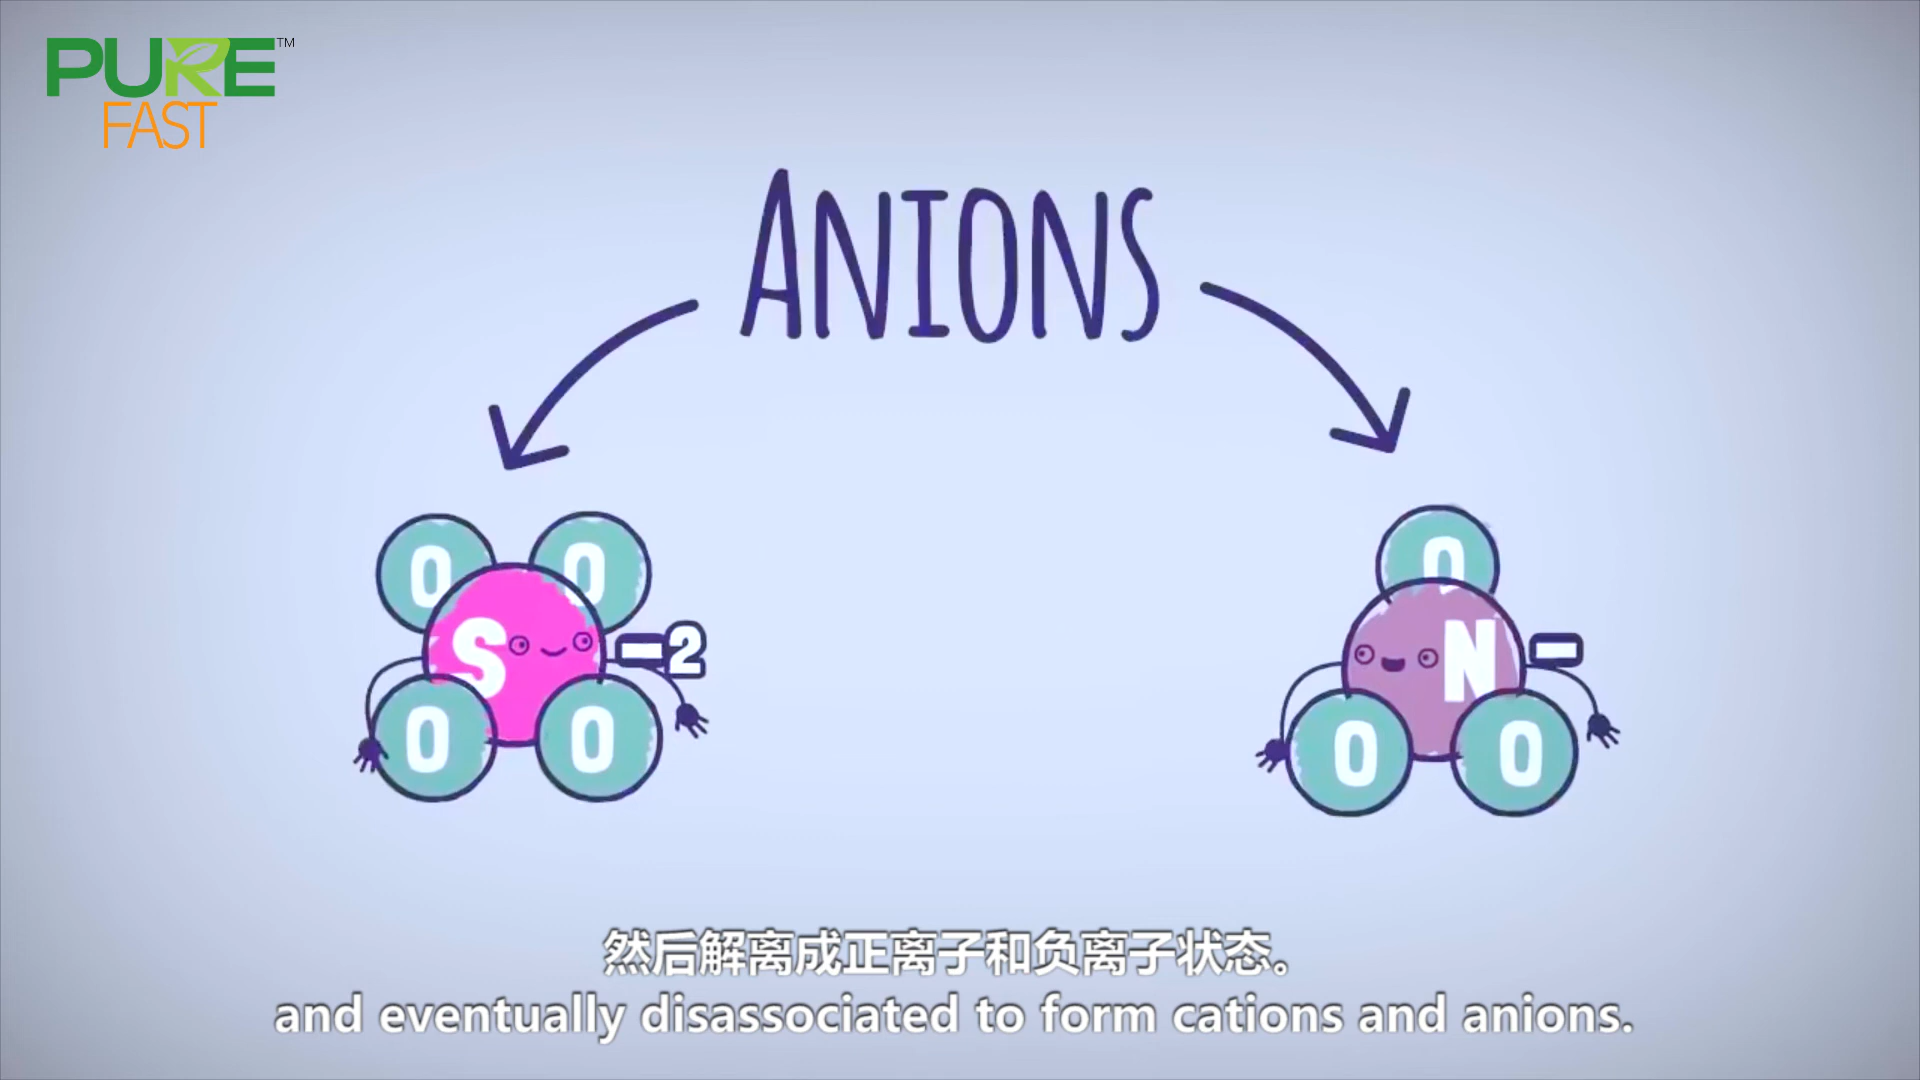 PURE™
FAST
ANIONS
O O
S -2
O O
O
N -
O O
然后解离成正离子和负离子状态。
and eventually disassociated to form cations and anions.